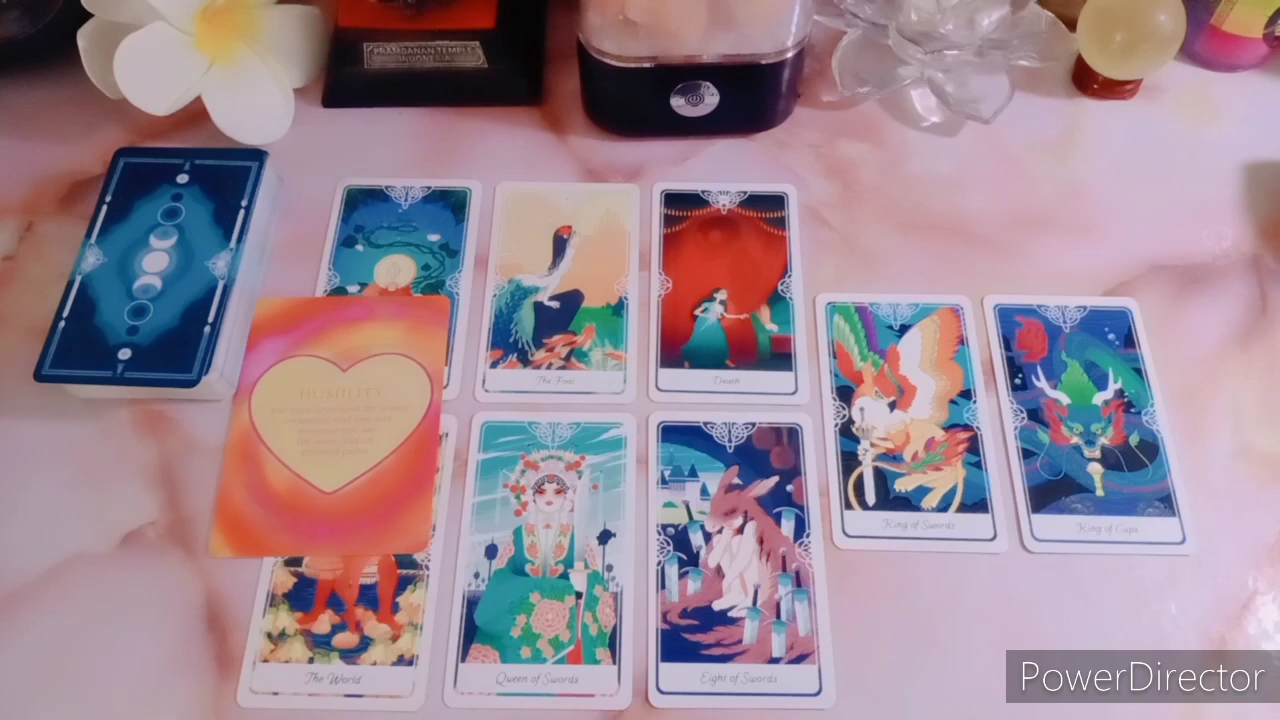 PRAMBANAN TEMPLE
INDONESIA
The Fool
Death
HUMILITY
King of Swords
King of Cups
The World
Queen of Swords
Eight of Swords
PowerDirector